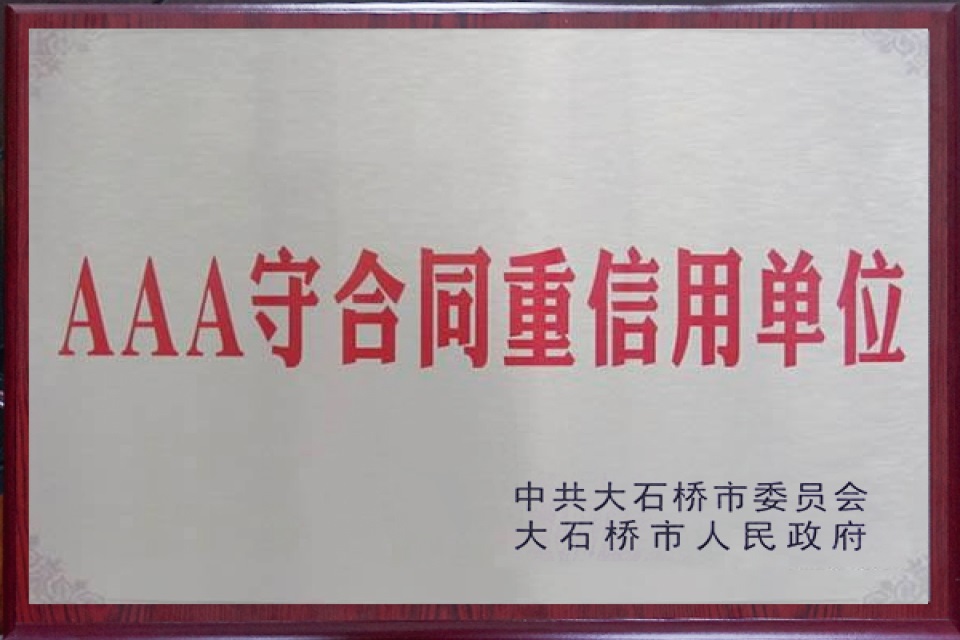 AAA守合同重信用单位
中共大石桥市委员会
大石桥市人民政府